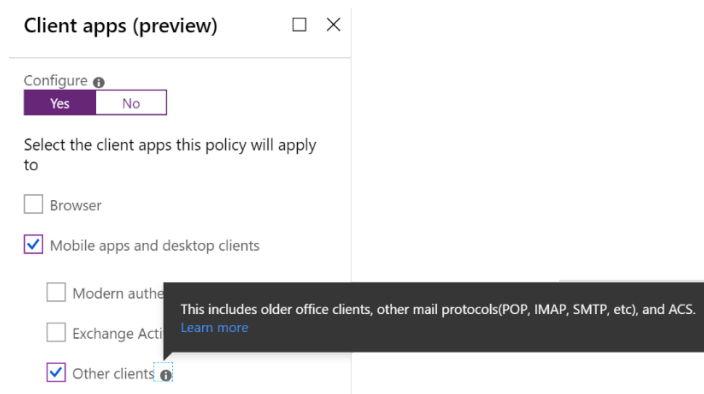 Client apps (preview)
Configure
Yes No
Select the client apps this policy will apply
to
Browser
Mobile apps and desktop clients
Modern authe
This includes older office clients, other mail protocols(POP, IMAP, SMTP, etc), and ACS.
Learn more
Exchange Acti
Other clients